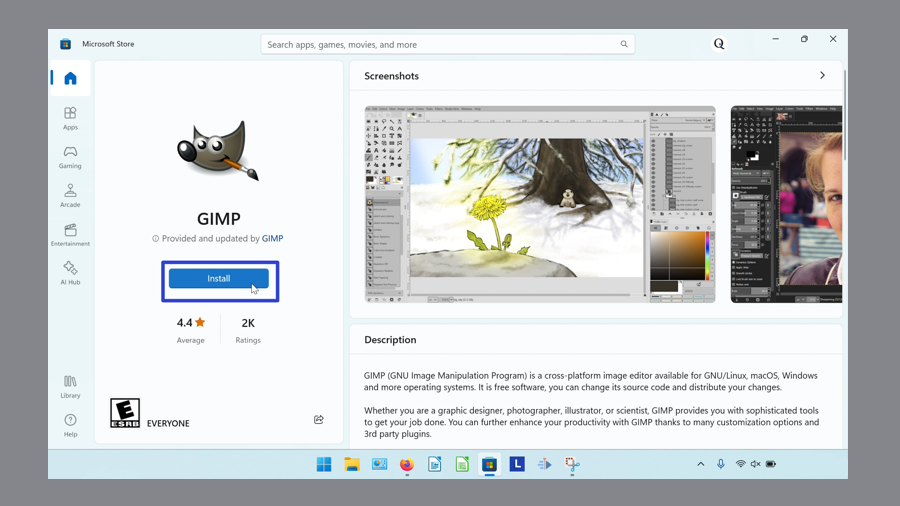 Microsoft Store
Search apps, games, movies, and more
Q
Apps
Gaming
Arcade
Entertainment
AI Hub
Library
Help
GIMP
Provided and updated by GIMP
Install
4.4
2K
Average
Ratings
E
ESRB
EVERYONE
Screenshots
Description
GIMP (GNU Image Manipulation Program) is a cross-platform image editor available for GNU/Linux, macOS, Windows
and more operating systems. It is free software, you can change its source code and distribute your changes.
Whether you are a graphic designer, photographer, illustrator, or scientist, GIMP provides you with sophisticated tools
to get your job done. You can further enhance your productivity with GIMP thanks to many customization options and
3rd party plugins.
L